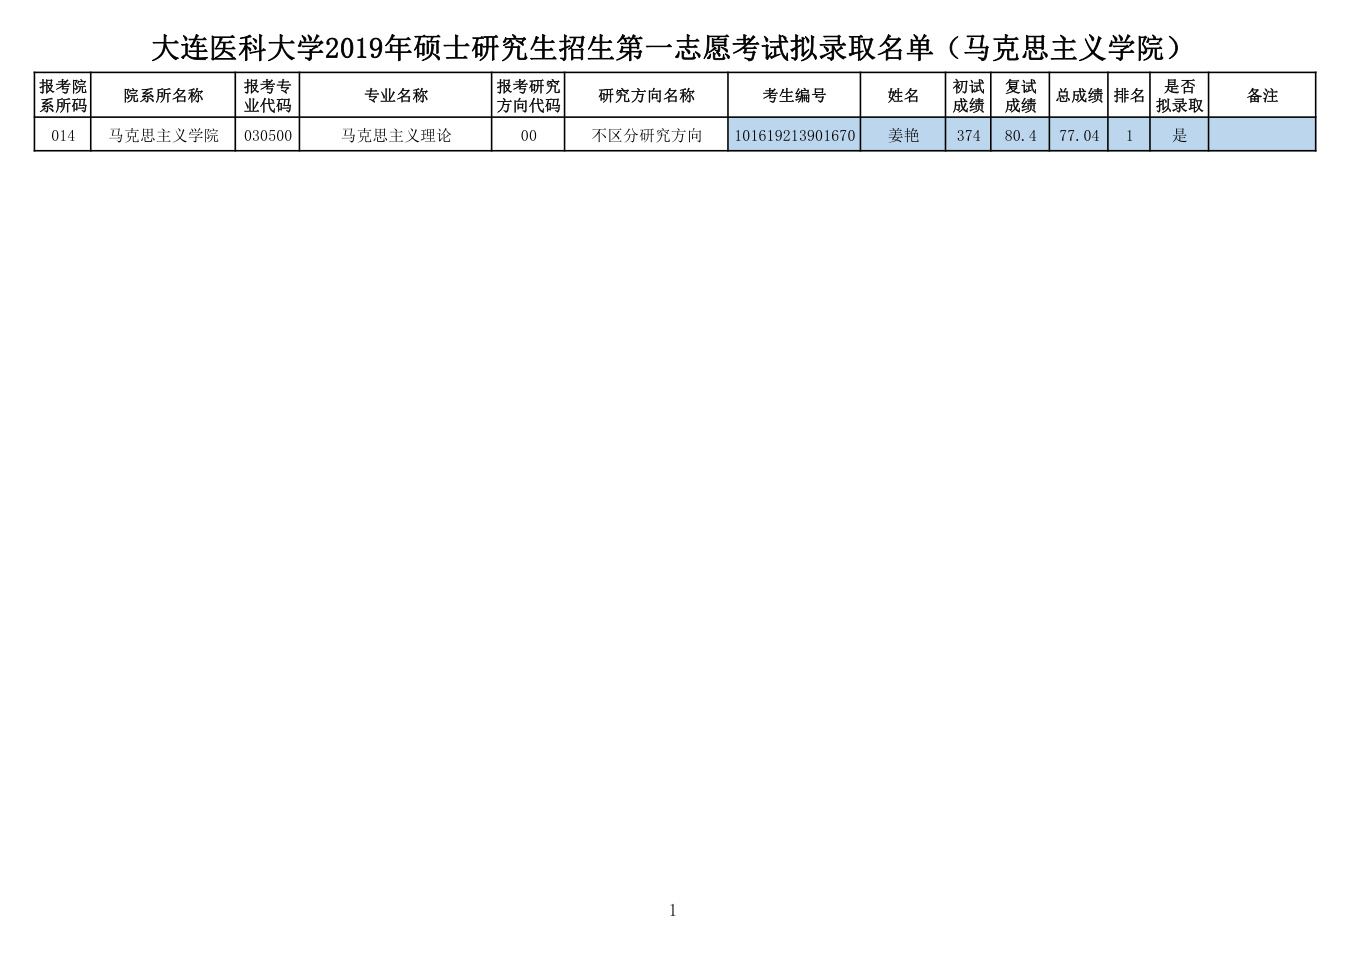 大连医科大学2019年硕士研究生招生第一志愿考试拟录取名单（马克思主义学院）
报考院系所码 院系所名称 报考专业代码 专业名称 报考研究方向代码 研究方向名称 考生编号 姓名 初试成绩 复试成绩 总成绩 排名 是否拟录取 备注
014 马克思主义学院 030500 马克思主义理论 00 不区分研究方向 101619213901670 姜艳 374 80.4 77.04 1 是
1